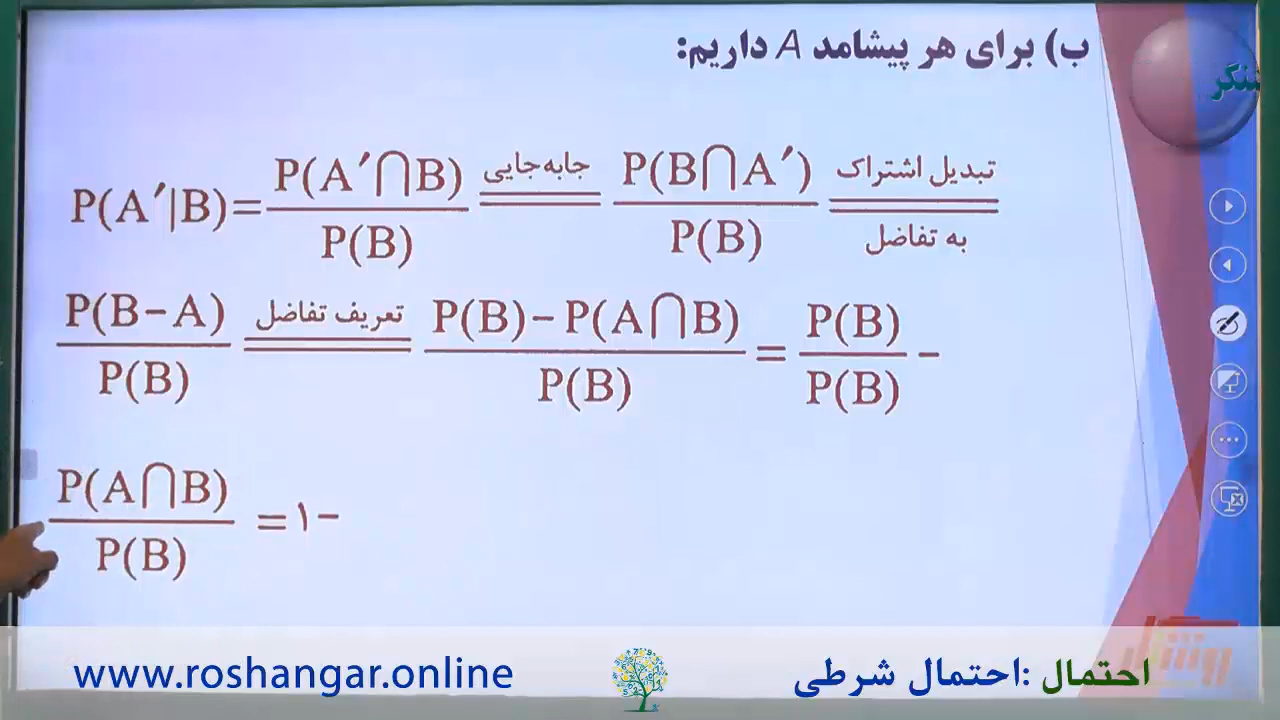 ب) برای هر پیشامد A داریم:
P(A′|B)= P(A′⋂B) / P(B) جابه‌جایی = P(B⋂A′) / P(B) تبدیل اشتراک به تفاضل =
P(B−A) / P(B) تعریف تفاضل = P(B)−P(A⋂B) / P(B) = P(B) / P(B) −
P(A⋂B) / P(B) =۱−
www.roshangar.online
احتمال :احتمال شرطی